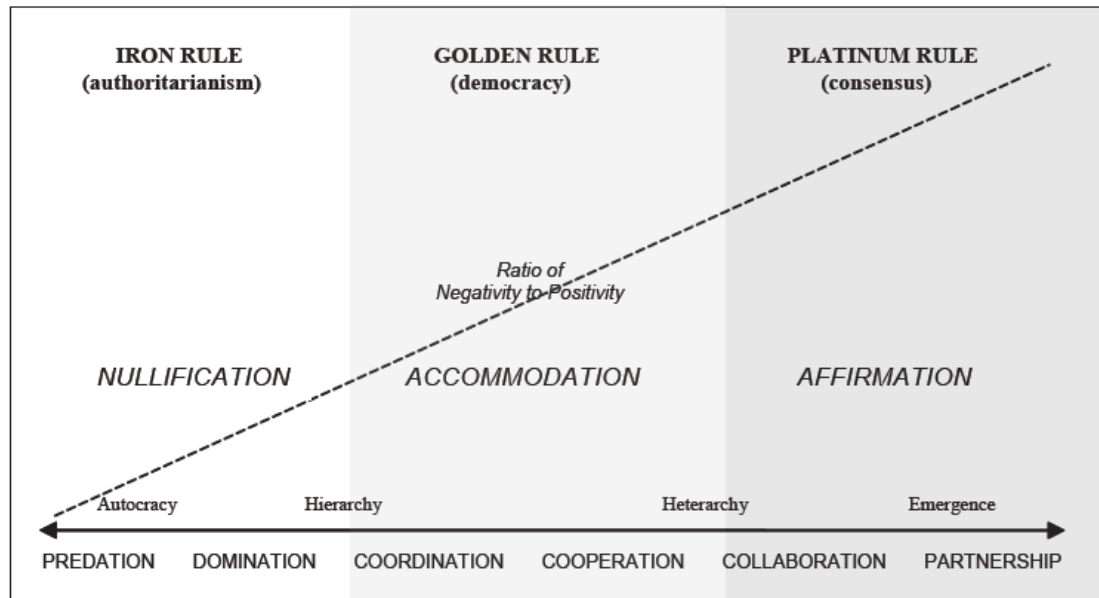 IRON RULE
(authoritarianism)
GOLDEN RULE
(democracy)
PLATINUM RULE
(consensus)
Ratio of
Negativity to Positivity
NULLIFICATION
ACCOMMODATION
AFFIRMATION
Autocracy
Hierarchy
Heterarchy
Emergence
PREDATION
DOMINATION
COORDINATION
COOPERATION
COLLABORATION
PARTNERSHIP